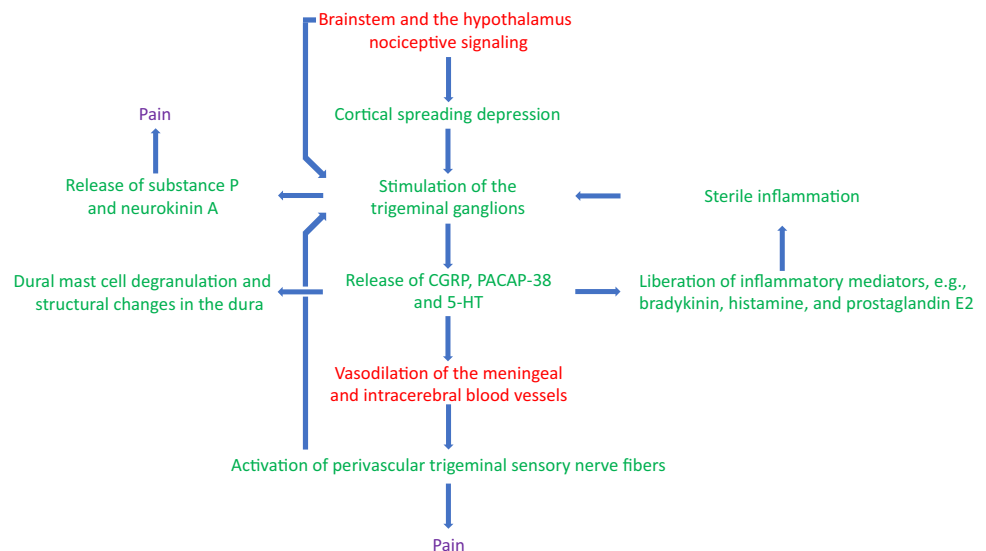 Brainstem and the hypothalamus
nociceptive signaling
Cortical spreading depression
Pain
Release of substance P
and neurokinin A
Stimulation of the
trigeminal ganglions
Sterile inflammation
Dural mast cell degranulation and
structural changes in the dura
Release of CGRP, PACAP-38
and 5-HT
Liberation of inflammatory mediators, e.g.,
bradykinin, histamine, and prostaglandin E2
Vasodilation of the meningeal
and intracerebral blood vessels
Activation of perivascular trigeminal sensory nerve fibers
Pain